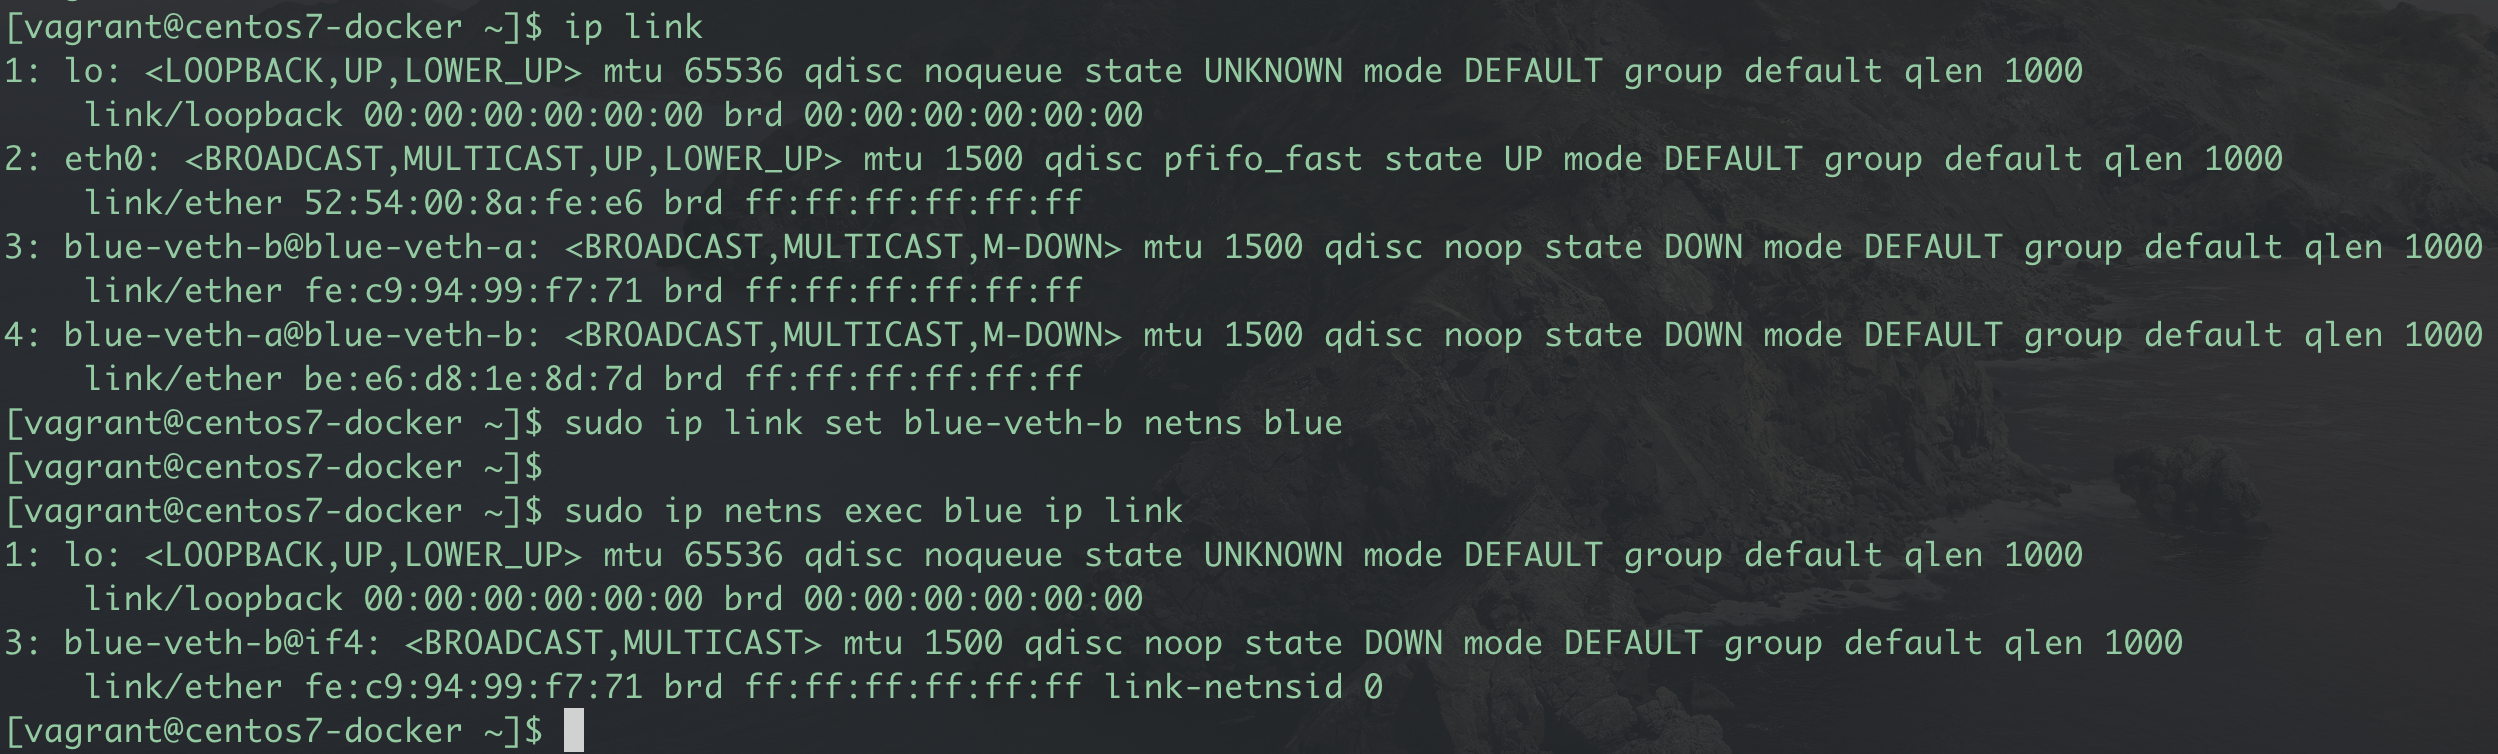 [vagrant@centos7-docker ~]$ ip link
1: lo: <LOOPBACK,UP,LOWER_UP> mtu 65536 qdisc noqueue state UNKNOWN mode DEFAULT group default qlen 1000
    link/loopback 00:00:00:00:00:00 brd 00:00:00:00:00:00
2: eth0: <BROADCAST,MULTICAST,UP,LOWER_UP> mtu 1500 qdisc pfifo_fast state UP mode DEFAULT group default qlen 1000
    link/ether 52:54:00:8a:fe:e6 brd ff:ff:ff:ff:ff:ff
3: blue-veth-b@blue-veth-a: <BROADCAST,MULTICAST,M-DOWN> mtu 1500 qdisc noop state DOWN mode DEFAULT group default qlen 1000
    link/ether fe:c9:94:99:f7:71 brd ff:ff:ff:ff:ff:ff
4: blue-veth-a@blue-veth-b: <BROADCAST,MULTICAST,M-DOWN> mtu 1500 qdisc noop state DOWN mode DEFAULT group default qlen 1000
    link/ether be:e6:d8:1e:8d:7d brd ff:ff:ff:ff:ff:ff
[vagrant@centos7-docker ~]$ sudo ip link set blue-veth-b netns blue
[vagrant@centos7-docker ~]$
[vagrant@centos7-docker ~]$ sudo ip netns exec blue ip link
1: lo: <LOOPBACK,UP,LOWER_UP> mtu 65536 qdisc noqueue state UNKNOWN mode DEFAULT group default qlen 1000
    link/loopback 00:00:00:00:00:00 brd 00:00:00:00:00:00
3: blue-veth-b@if4: <BROADCAST,MULTICAST> mtu 1500 qdisc noop state DOWN mode DEFAULT group default qlen 1000
    link/ether fe:c9:94:99:f7:71 brd ff:ff:ff:ff:ff:ff link-netnsid 0
[vagrant@centos7-docker ~]$